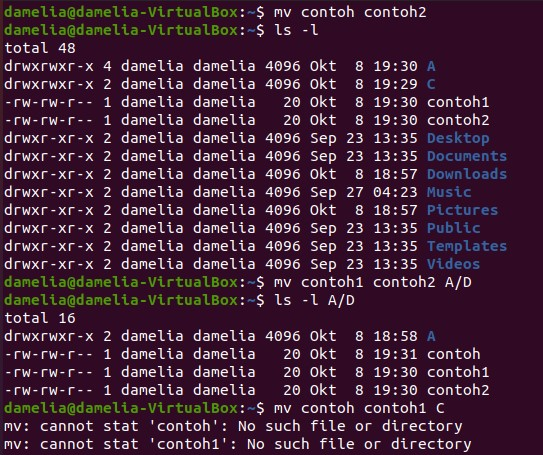 damelia@damelia-VirtualBox:~$ mv contoh contoh2
damelia@damelia-VirtualBox:~$ ls -l
total 48
drwxrwxr-x 4 damelia damelia 4096 Okt  8 19:30 A
drwxrwxr-x 2 damelia damelia 4096 Okt  8 19:29 C
-rw-rw-r-- 1 damelia damelia   20 Okt  8 19:30 contoh1
-rw-rw-r-- 1 damelia damelia   20 Okt  8 19:30 contoh2
drwxr-xr-x 2 damelia damelia 4096 Sep 23 13:35 Desktop
drwxr-xr-x 2 damelia damelia 4096 Sep 23 13:35 Documents
drwxr-xr-x 2 damelia damelia 4096 Okt  8 18:57 Downloads
drwxr-xr-x 2 damelia damelia 4096 Sep 27 04:23 Music
drwxr-xr-x 2 damelia damelia 4096 Okt  8 18:57 Pictures
drwxr-xr-x 2 damelia damelia 4096 Sep 23 13:35 Public
drwxr-xr-x 2 damelia damelia 4096 Sep 23 13:35 Templates
drwxr-xr-x 2 damelia damelia 4096 Sep 23 13:35 Videos
damelia@damelia-VirtualBox:~$ mv contoh1 contoh2 A/D
damelia@damelia-VirtualBox:~$ ls -l A/D
total 16
drwxrwxr-x 2 damelia damelia 4096 Okt  8 18:58 A
-rw-rw-r-- 1 damelia damelia   20 Okt  8 19:31 contoh
-rw-rw-r-- 1 damelia damelia   20 Okt  8 19:30 contoh1
-rw-rw-r-- 1 damelia damelia   20 Okt  8 19:30 contoh2
damelia@damelia-VirtualBox:~$ mv contoh contoh1 C
mv: cannot stat 'contoh': No such file or directory
mv: cannot stat 'contoh1': No such file or directory